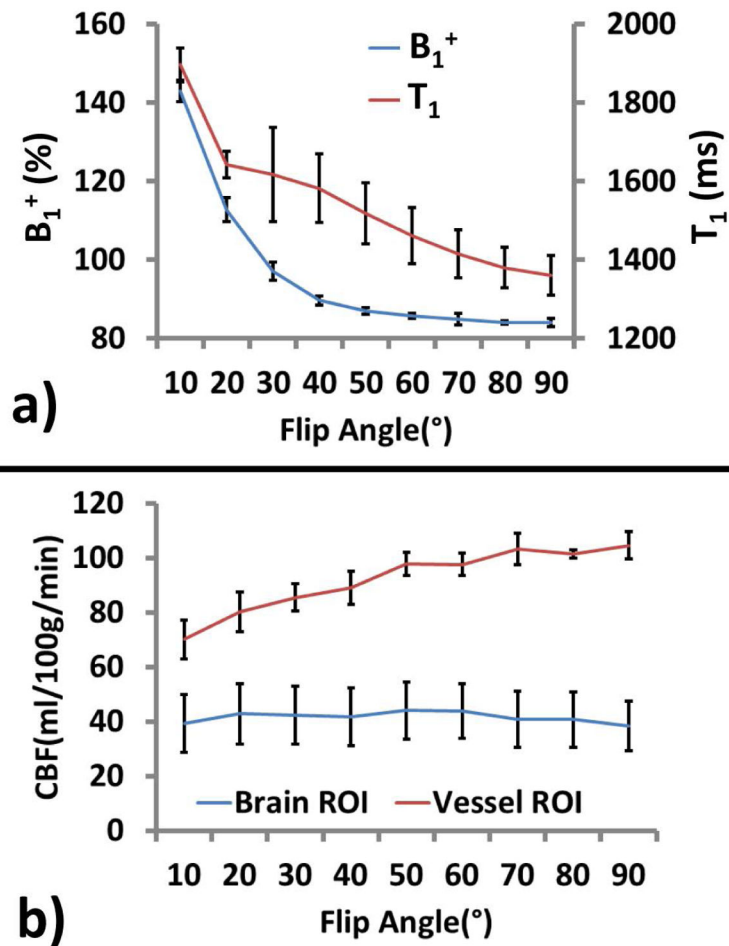 160 2000
B₁⁺
140 T₁ 1800
120 1600
100 1400
80 1200
B₁⁺ (%)
T₁ (ms)
10 20 30 40 50 60 70 80 90
Flip Angle(°)
a)
120
100
80
60
40
20
0
CBF(ml/100g/min)
Brain ROI Vessel ROI
10 20 30 40 50 60 70 80 90
Flip Angle(°)
b)